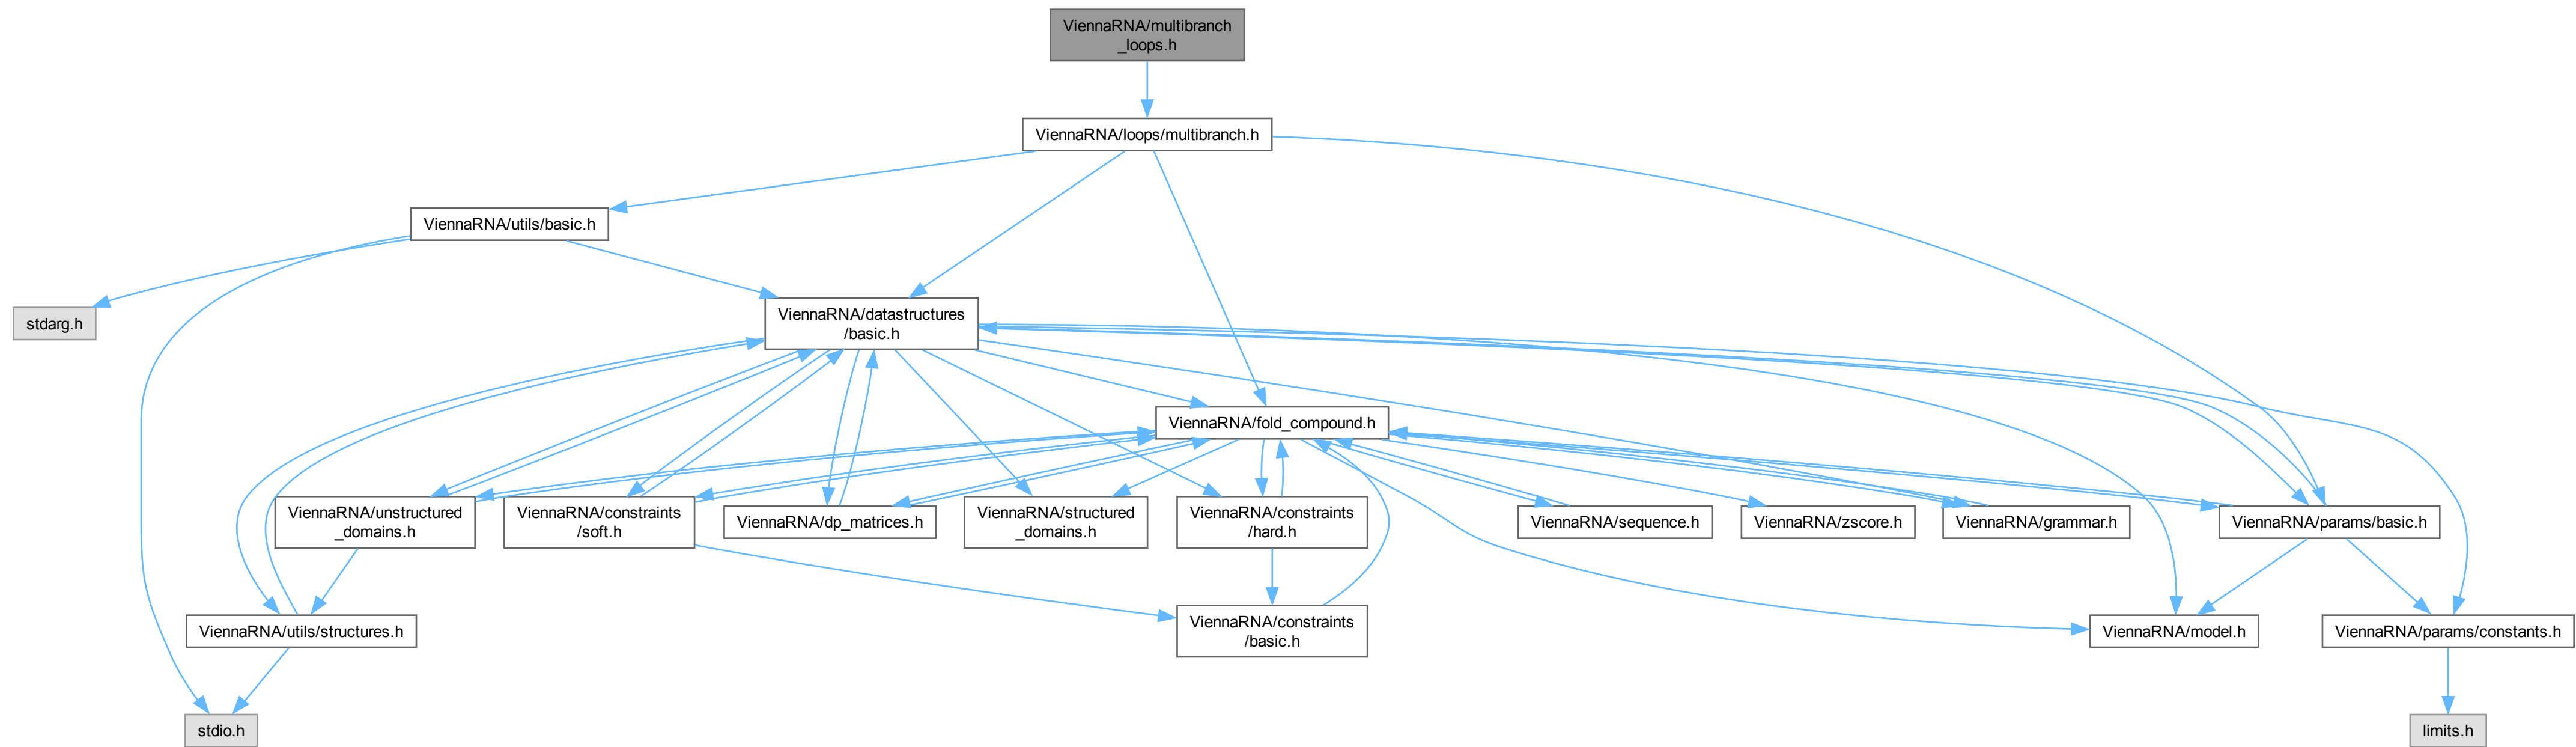 ViennaRNA/multibranch
_loops.h
ViennaRNA/loops/multibranch.h
ViennaRNA/utils/basic.h
stdarg.h
ViennaRNA/datastructures
/basic.h
ViennaRNA/fold_compound.h
ViennaRNA/unstructured
_domains.h
ViennaRNA/constraints
/soft.h
ViennaRNA/dp_matrices.h
ViennaRNA/structured
_domains.h
ViennaRNA/constraints
/hard.h
ViennaRNA/sequence.h
ViennaRNA/zscore.h
ViennaRNA/grammar.h
ViennaRNA/params/basic.h
ViennaRNA/utils/structures.h
ViennaRNA/constraints
/basic.h
ViennaRNA/model.h
ViennaRNA/params/constants.h
stdio.h
limits.h